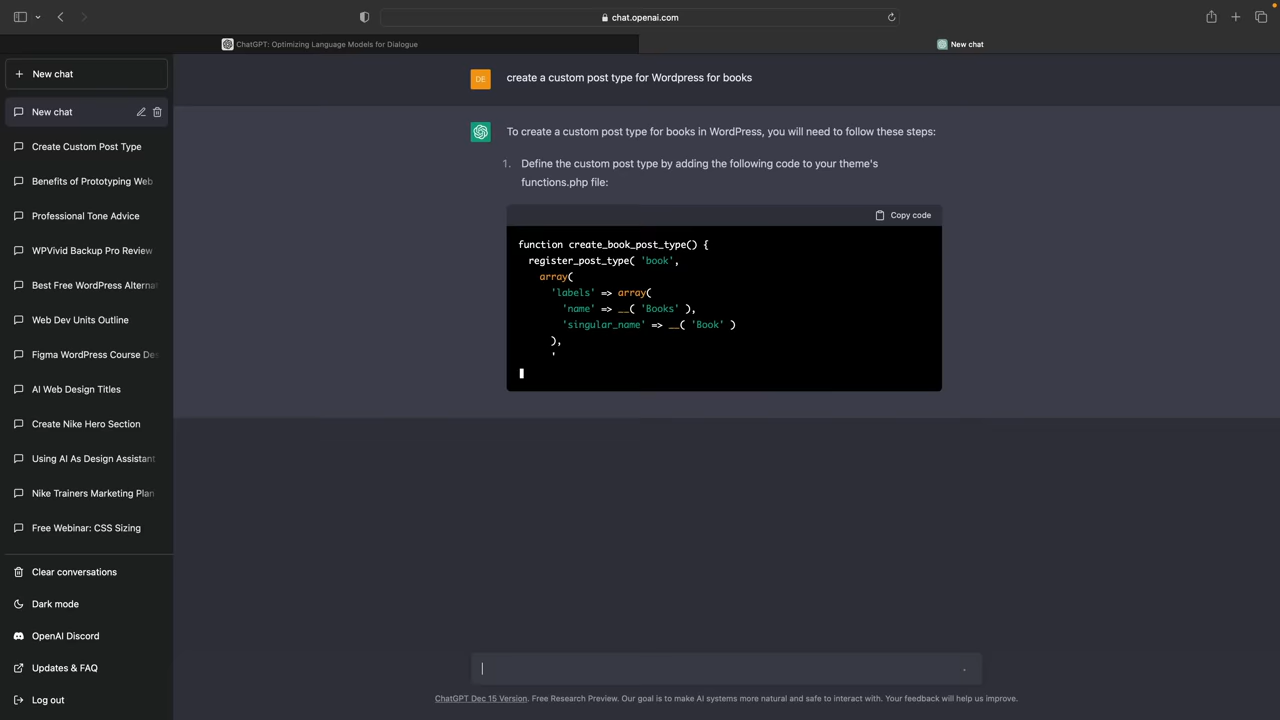 chat.openai.com
ChatGPT: Optimizing Language Models for Dialogue
New chat
New chat
New chat
Create Custom Post Type
Benefits of Prototyping Web
Professional Tone Advice
WPVivid Backup Pro Review
Best Free WordPress Alterna
Web Dev Units Outline
Figma WordPress Course Des
AI Web Design Titles
Create Nike Hero Section
Using AI As Design Assistant
Nike Trainers Marketing Plan
Free Webinar: CSS Sizing
Clear conversations
Dark mode
OpenAI Discord
Updates & FAQ
Log out
DE
create a custom post type for Wordpress for books
To create a custom post type for books in WordPress, you will need to follow these steps:
1. Define the custom post type by adding the following code to your theme's
functions.php file:
Copy code
function create_book_post_type() {
register_post_type( 'book',
array(
'labels' => array(
'name' => __( 'Books' ),
'singular_name' => __( 'Book' )
),
'
ChatGPT Dec 15 Version. Free Research Preview. Our goal is to make AI systems more natural and safe to interact with. Your feedback will help us improve.